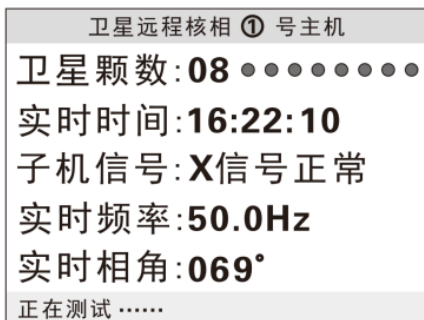 卫星远程核相 ① 号主机
卫星颗数:08
实时时间:16:22:10
子机信号:X信号正常
实时频率:50.0Hz
实时相角:069°
正在测试······